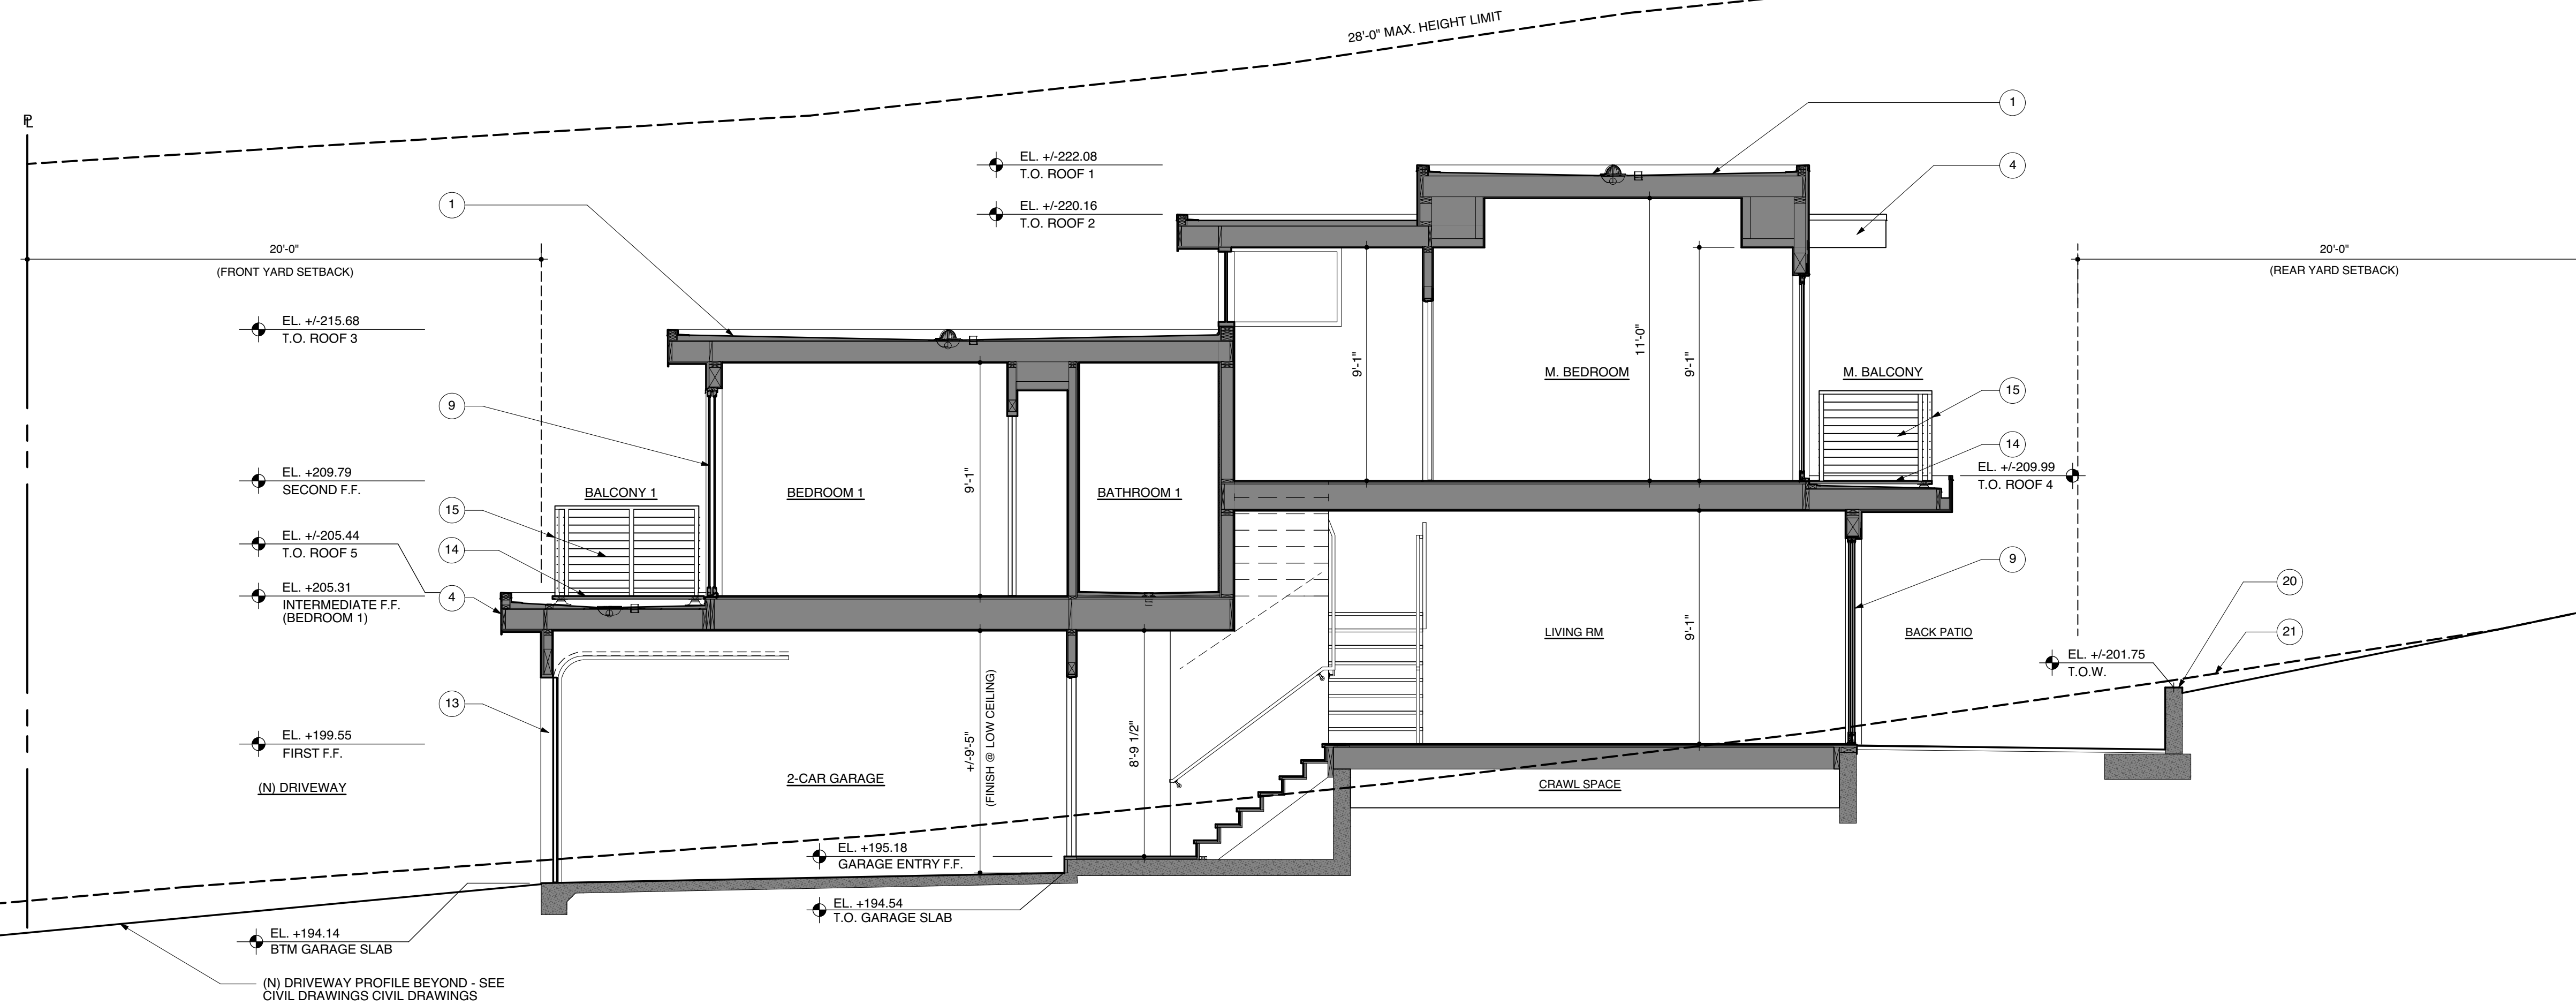 28'-0" MAX. HEIGHT LIMIT
PL
1
4
EL. +/-222.08
T.O. ROOF 1
1
EL. +/-220.16
T.O. ROOF 2
20'-0"
(FRONT YARD SETBACK)
20'-0"
(REAR YARD SETBACK)
EL. +/-215.68
T.O. ROOF 3
9'-1"
11'-0"
9'-1"
M. BEDROOM
M. BALCONY
15
9
14
EL. +209.79
SECOND F.F.
EL. +/-209.99
T.O. ROOF 4
BALCONY 1
BEDROOM 1
9'-1"
BATHROOM 1
15
EL. +/-205.44
T.O. ROOF 5
14
9
EL. +205.31
INTERMEDIATE F.F.
(BEDROOM 1)
4
20
21
LIVING RM
9'-1"
BACK PATIO
EL. +/-201.75
T.O.W.
13
EL. +199.55
FIRST F.F.
+/-9'-5"
(FINISH @ LOW CEILING)
8'-9 1/2"
(N) DRIVEWAY
2-CAR GARAGE
CRAWL SPACE
EL. +195.18
GARAGE ENTRY F.F.
EL. +194.54
T.O. GARAGE SLAB
EL. +194.14
BTM GARAGE SLAB
(N) DRIVEWAY PROFILE BEYOND - SEE
CIVIL DRAWINGS CIVIL DRAWINGS